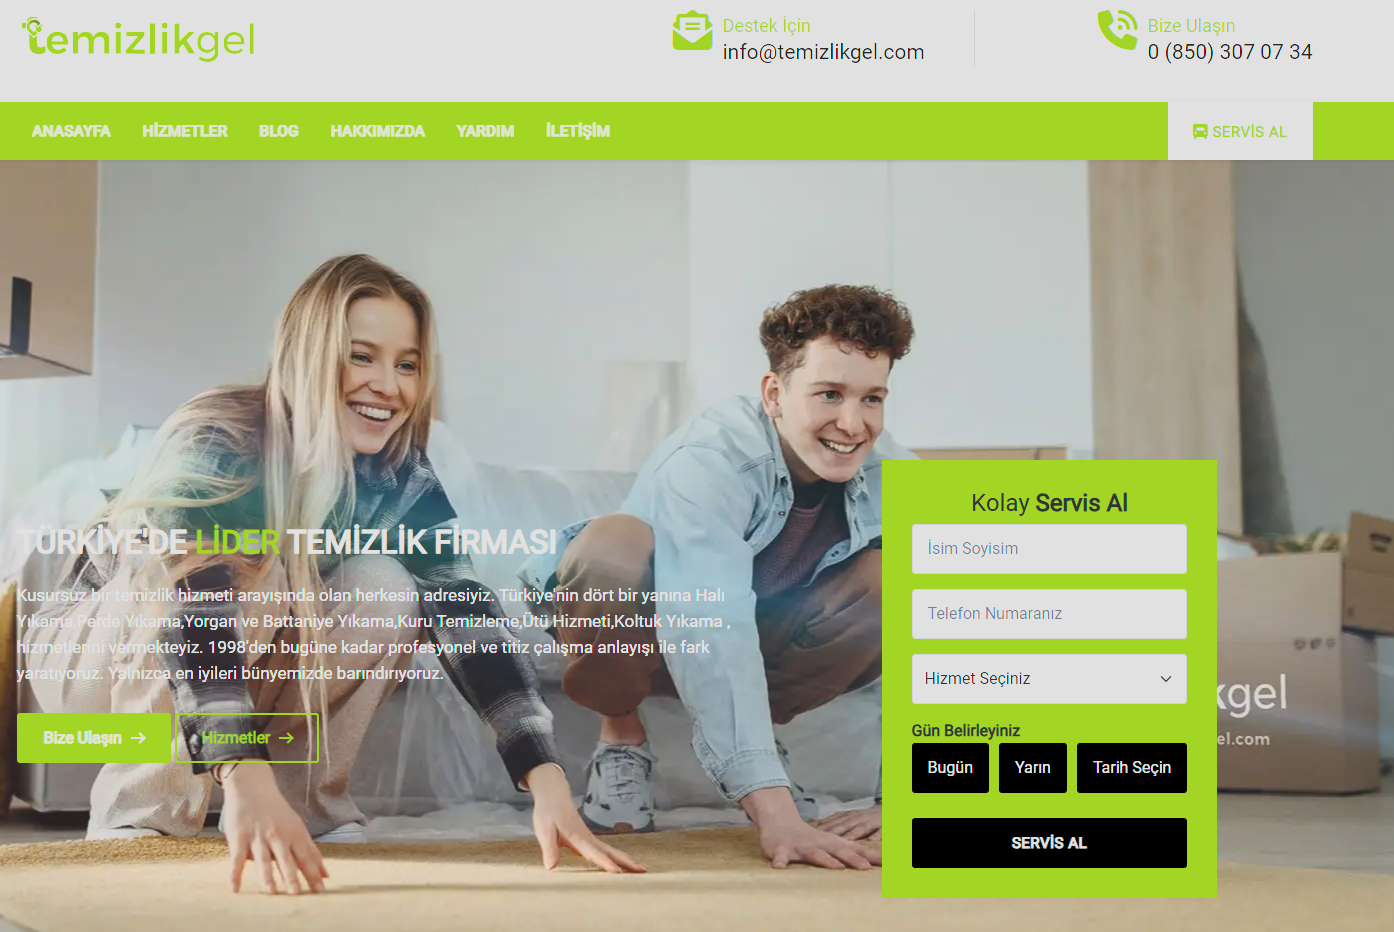 temizlikgel
Destek İçin
info@temizlikgel.com
Bize Ulaşın
0 (850) 307 07 34
ANASAYFA HİZMETLER BLOG HAKKIMIZDA YARDIM İLETİŞİM
SERVİS AL
TÜRKİYE'DE LİDER TEMİZLİK FİRMASI
Kusursuz bir temizlik hizmeti arayışında olan herkesin adresiyiz. Türkiye'nin dört bir yanına Halı
Yıkama,Perde Yıkama,Yorgan ve Battaniye Yıkama,Kuru Temizleme,Ütü Hizmeti,Koltuk Yıkama ,
hizmetlerini vermekteyiz. 1998'den bugüne kadar profesyonel ve titiz çalışma anlayışı ile fark
yaratıyoruz. Yalnızca en iyileri bünyemizde barındırıyoruz.
Bize Ulaşın
Hizmetler
Kolay Servis Al
İsim Soyisim
Telefon Numaranız
Hizmet Seçiniz
Gün Belirleyiniz
Bugün Yarın Tarih Seçin
SERVİS AL
kgel
el.com